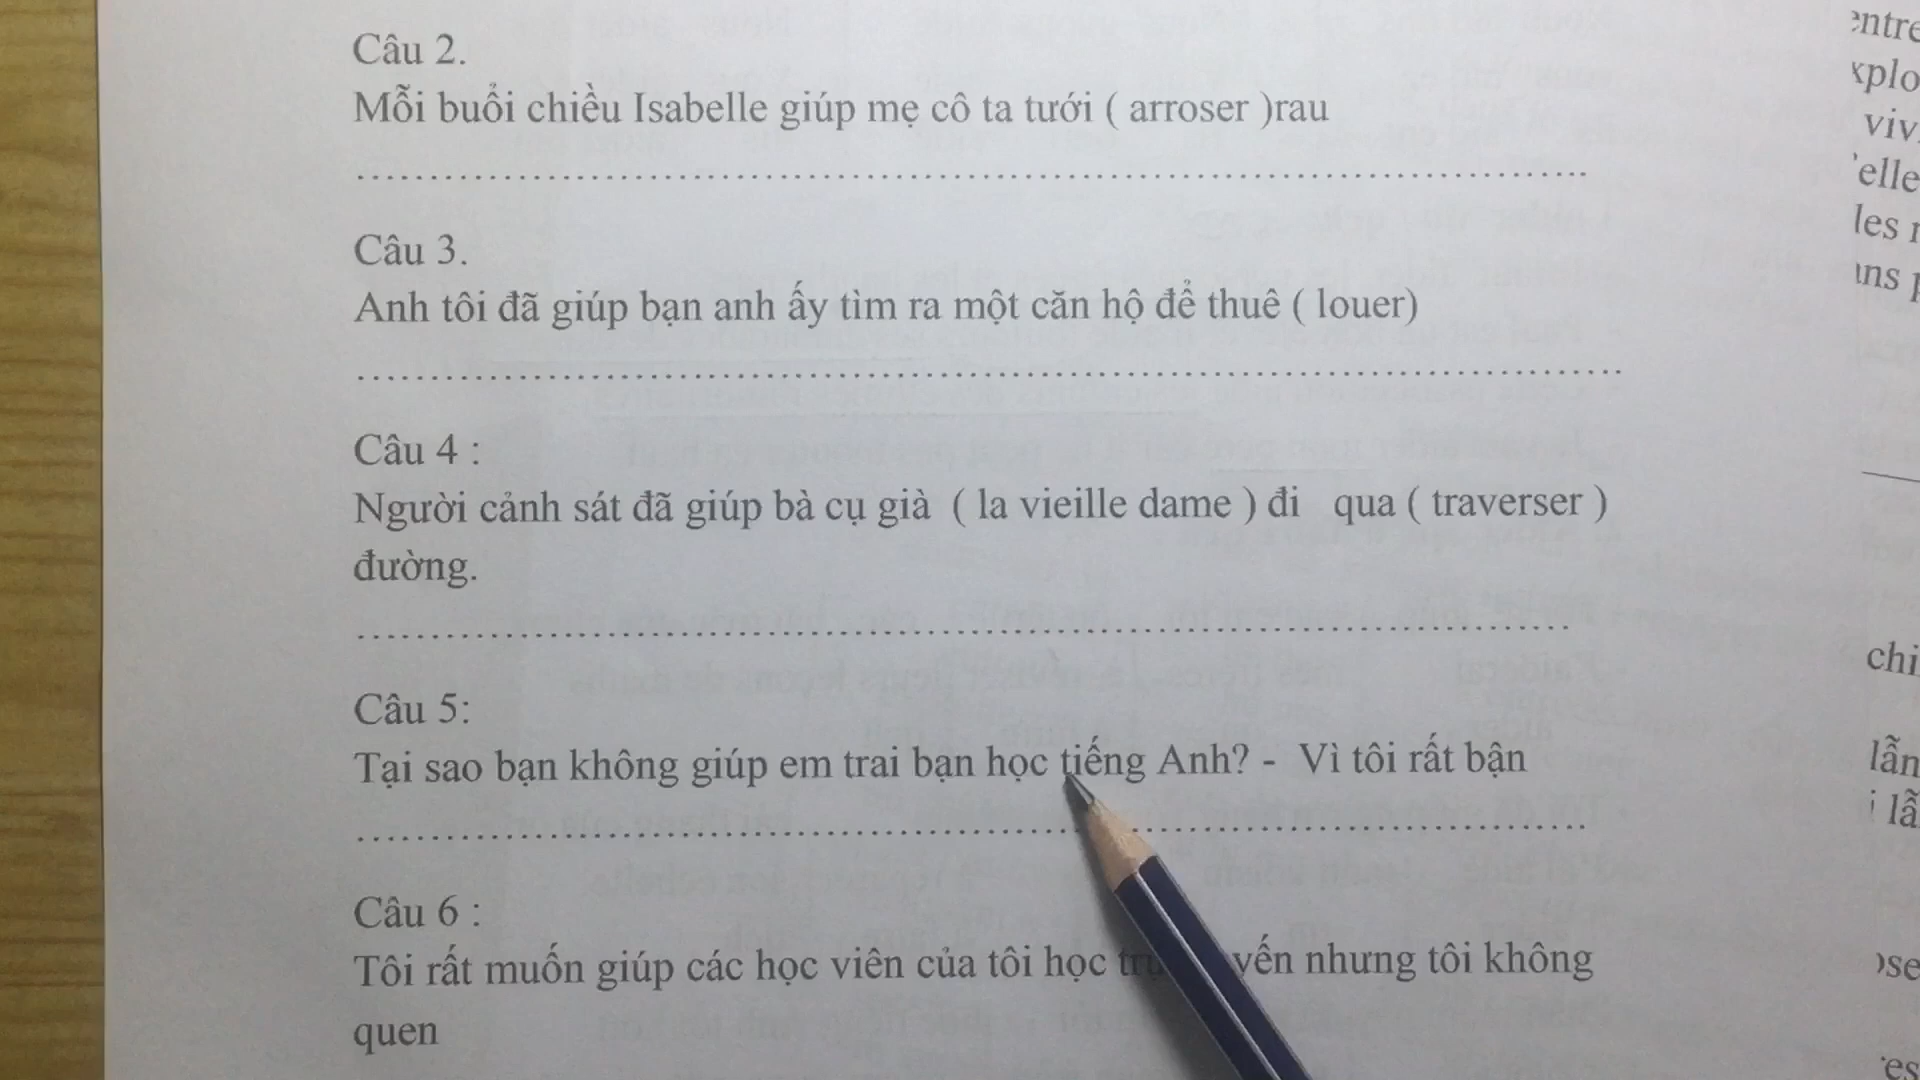 Câu 2.
Mỗi buổi chiều Isabelle giúp mẹ cô ta tưới ( arroser )rau
Câu 3.
Anh tôi đã giúp bạn anh ấy tìm ra một căn hộ để thuê ( louer)
Câu 4 :
Người cảnh sát đã giúp bà cụ già ( la vieille dame ) đi qua ( traverser )
đường.
Câu 5:
Tại sao bạn không giúp em trai bạn học tiếng Anh? - Vì tôi rất bận
Câu 6 :
Tôi rất muốn giúp các học viên của tôi học nhưng tôi không
quen
les
chi
lẫn